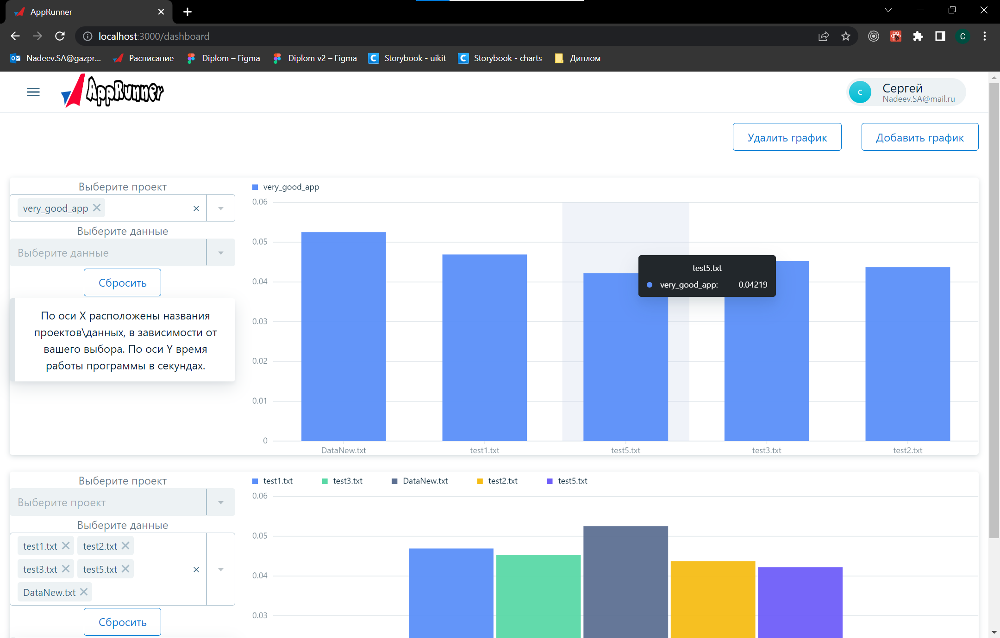 AppRunner
localhost:3000/dashboard
Nadeev.SA@gazpr... Расписание Diplom – Figma Diplom v2 – Figma Storybook - uikit Storybook - charts Диплом
C
AppRunner
C
Сергей
Nadeev.SA@mail.ru
Удалить график Добавить график
Выберите проект
very_good_app
Выберите данные
Выберите данные
Сбросить
По оси X расположены названия
проектов\данных, в зависимости от
вашего выбора. По оси Y время
работы программы в секундах.
very_good_app
0.06
0.05
0.04
0.03
0.02
0.01
0
test5.txt
very_good_app: 0.04219
DataNew.txt test1.txt test5.txt test3.txt test2.txt
Выберите проект
Выберите проект
Выберите данные
test1.txt test2.txt
test3.txt test5.txt
DataNew.txt
Сбросить
test1.txt test3.txt DataNew.txt test2.txt test5.txt
0.06
0.05
0.04
0.03